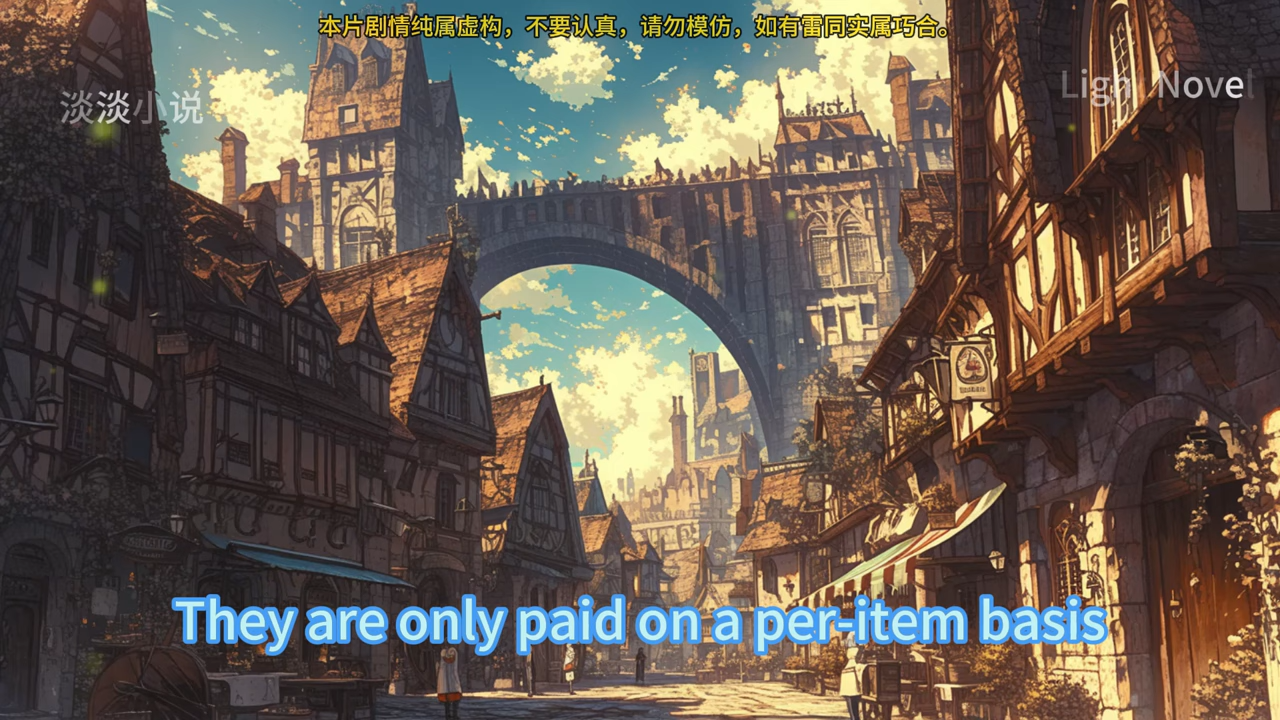 本片剧情纯属虚构，不要认真，请勿模仿，如有雷同实属巧合。
淡淡小说
Light Novel
They are only paid on a per-item basis